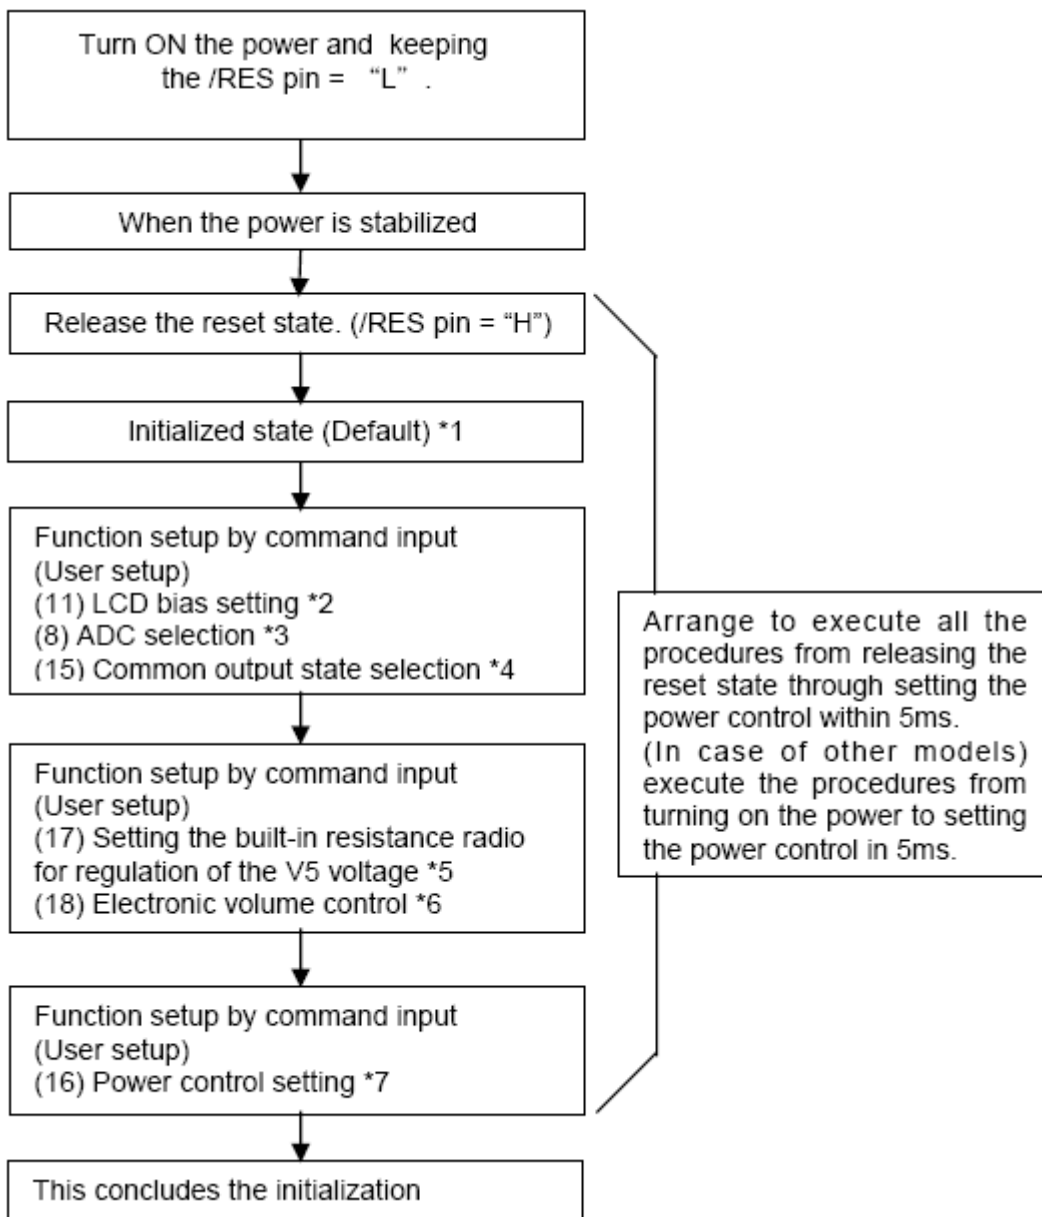 Turn ON the power and keeping
the /RES pin = “L” .
When the power is stabilized
Release the reset state. (/RES pin = “H”)
Initialized state (Default) *1
Function setup by command input
(User setup)
(11) LCD bias setting *2
(8) ADC selection *3
(15) Common output state selection *4
Function setup by command input
(User setup)
(17) Setting the built-in resistance radio
for regulation of the V5 voltage *5
(18) Electronic volume control *6
Function setup by command input
(User setup)
(16) Power control setting *7
This concludes the initialization
Arrange to execute all the
procedures from releasing the
reset state through setting the
power control within 5ms.
(In case of other models)
execute the procedures from
turning on the power to setting
the power control in 5ms.